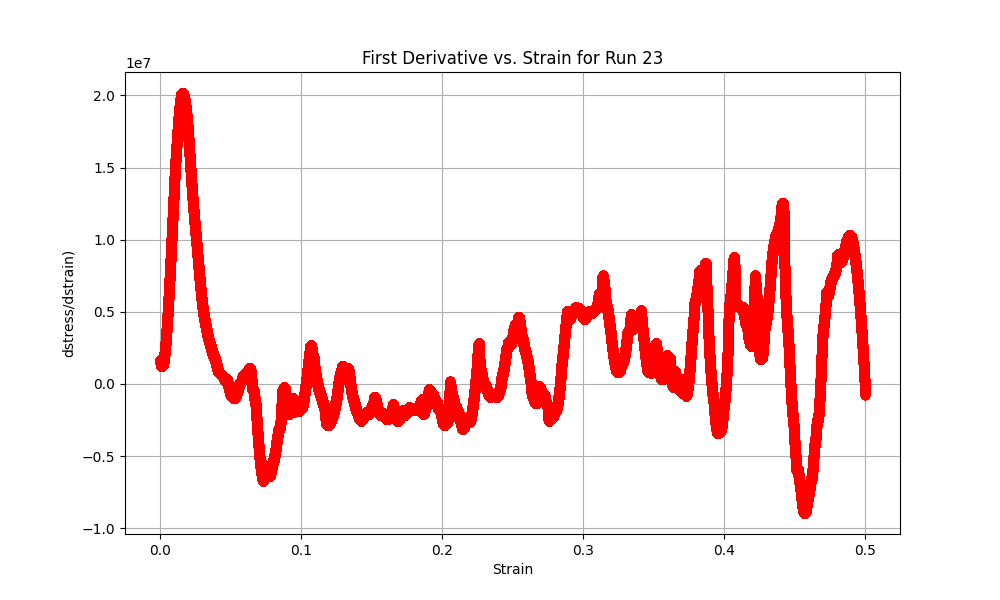 First Derivative vs. Strain for Run 23
1e7
2.0
1.5
1.0
0.5
0.0
−0.5
−1.0
dstress/dstrain)
0.0 0.1 0.2 0.3 0.4 0.5
Strain